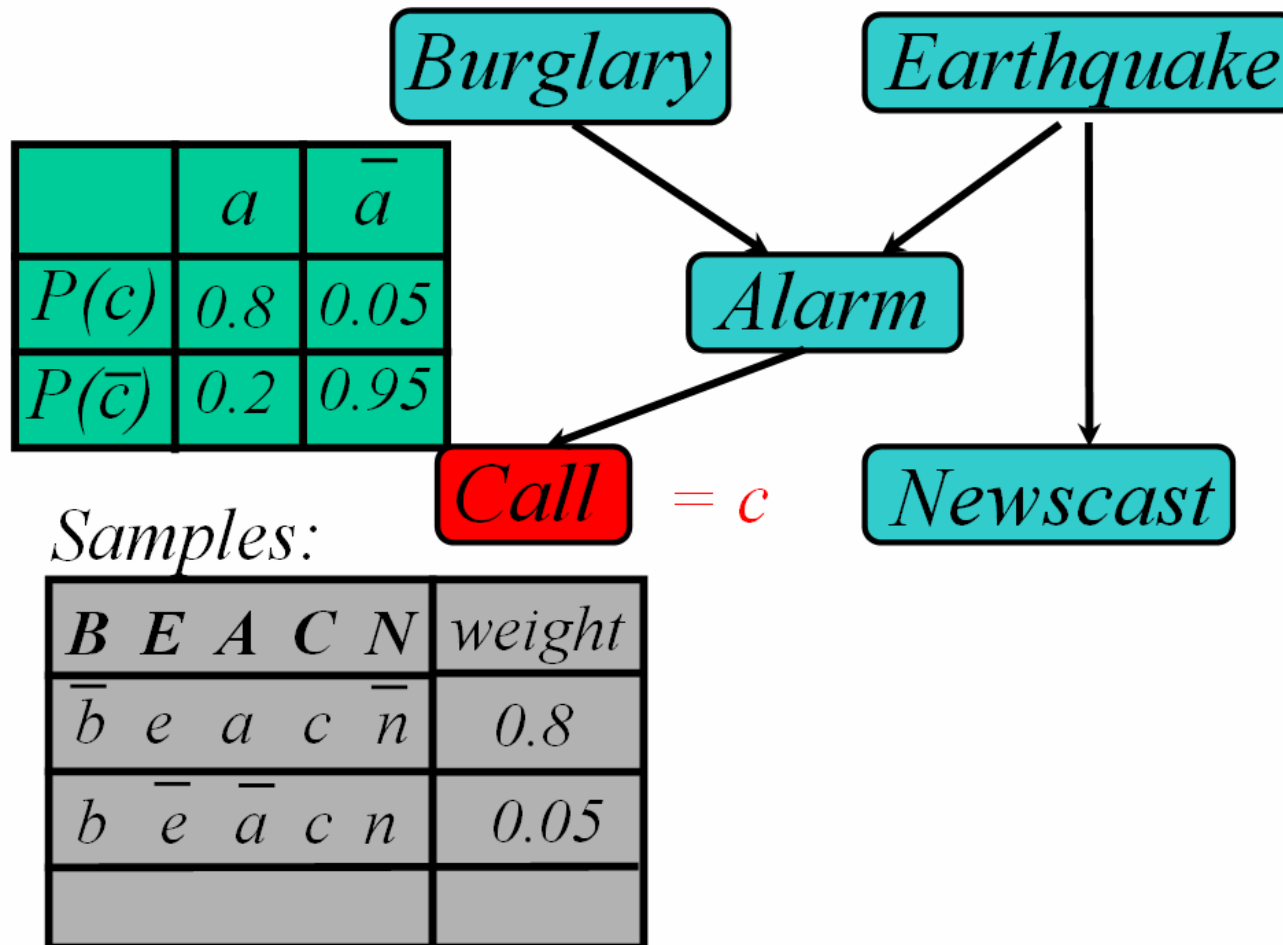 Burglary Earthquake
a a̅
P(c) 0.8 0.05
P(c̅) 0.2 0.95
Alarm
Call = c Newscast
Samples:
B E A C N weight
b̅ e a c n̅ 0.8
b e̅ a̅ c n 0.05